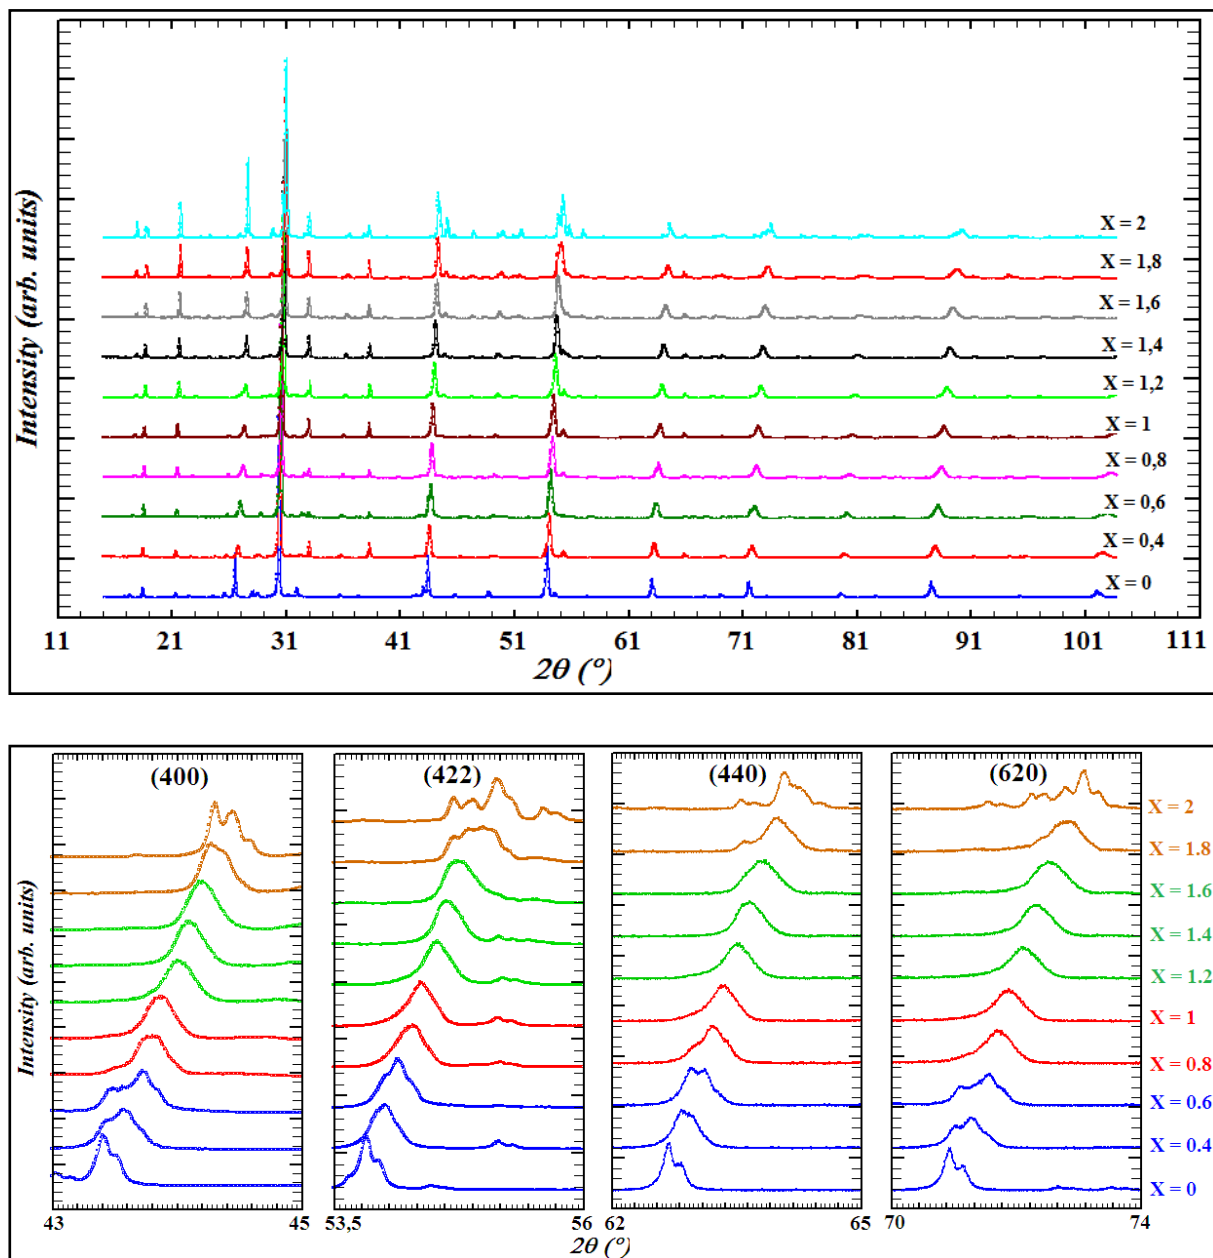 Intensity (arb. units)
X = 2
X = 1,8
X = 1,6
X = 1,4
X = 1,2
X = 1
X = 0,8
X = 0,6
X = 0,4
X = 0
11 21 31 41 51 61 71 81 91 101 111
2θ (°)
(400) (422) (440) (620)
Intensity (arb. units)
X = 2
X = 1.8
X = 1.6
X = 1.4
X = 1.2
X = 1
X = 0.8
X = 0.6
X = 0.4
X = 0
43 45 53,5 56 62 65 70 74
2θ (°)